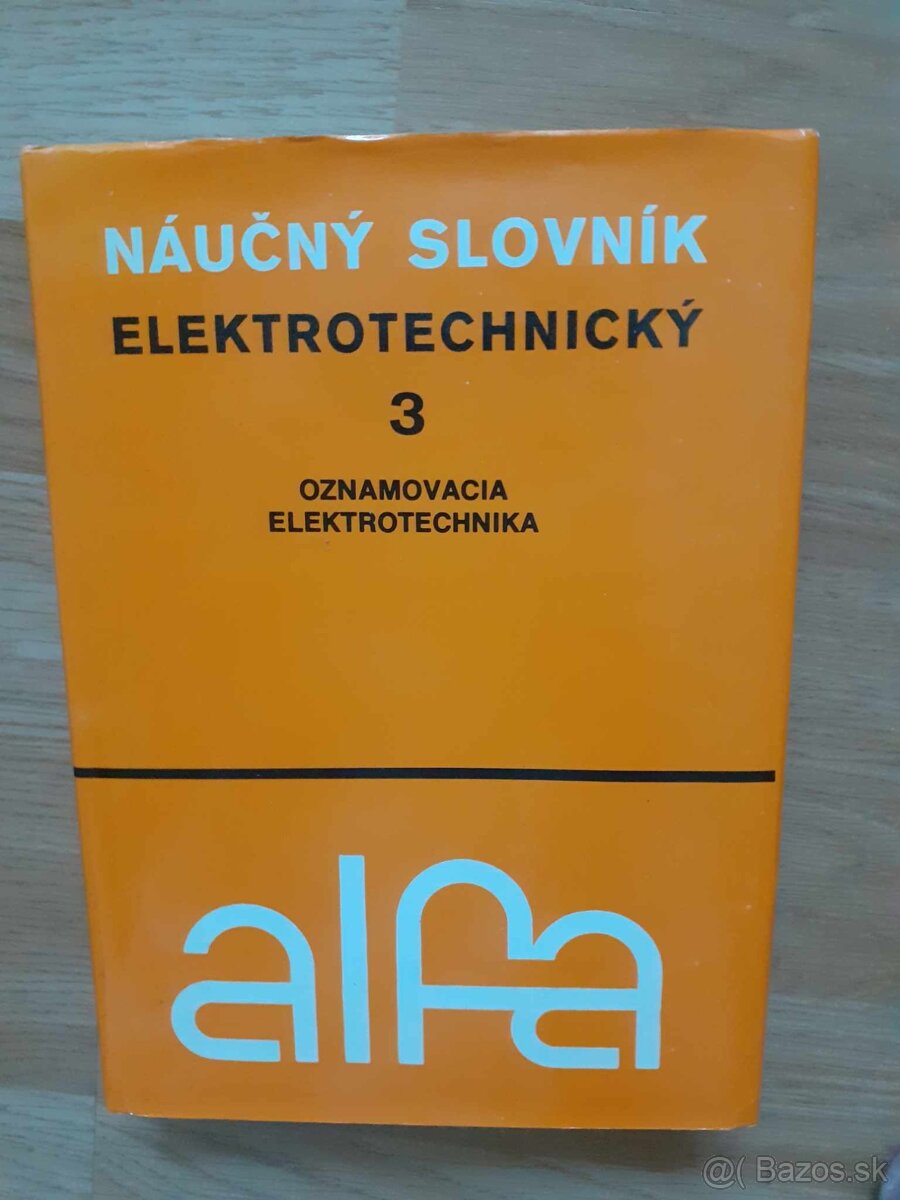 NÁUČNÝ SLOVNÍK
ELEKTROTECHNICKÝ
3
OZNAMOVACIA
ELEKTROTECHNIKA
alfa
@( Bazos.sk